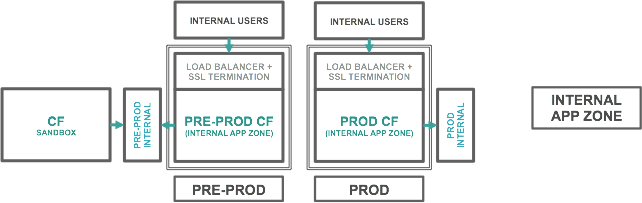 INTERNAL USERS
INTERNAL USERS
LOAD BALANCER +
SSL TERMINATION
LOAD BALANCER +
SSL TERMINATION
CF
SANDBOX
PRE-PROD
INTERNAL
PRE-PROD CF
(INTERNAL APP ZONE)
PROD CF
(INTERNAL APP ZONE)
PROD
INTERNAL
INTERNAL
APP ZONE
PRE-PROD
PROD